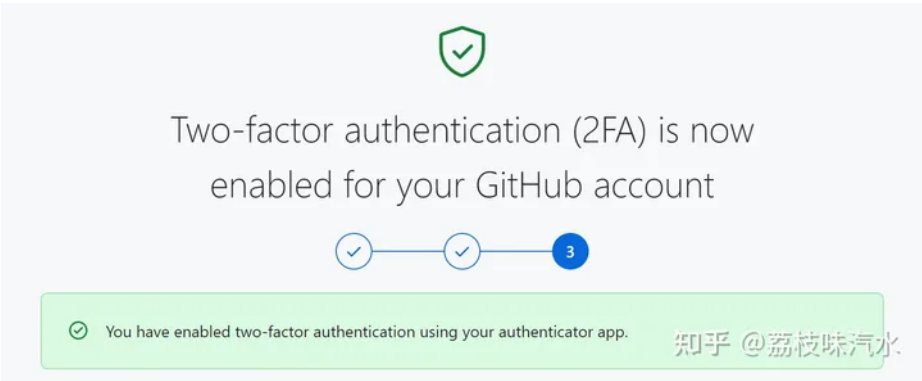 Two-factor authentication (2FA) is now
enabled for your GitHub account
3
You have enabled two-factor authentication using your authenticator app.
知乎 @荔枝味汽水